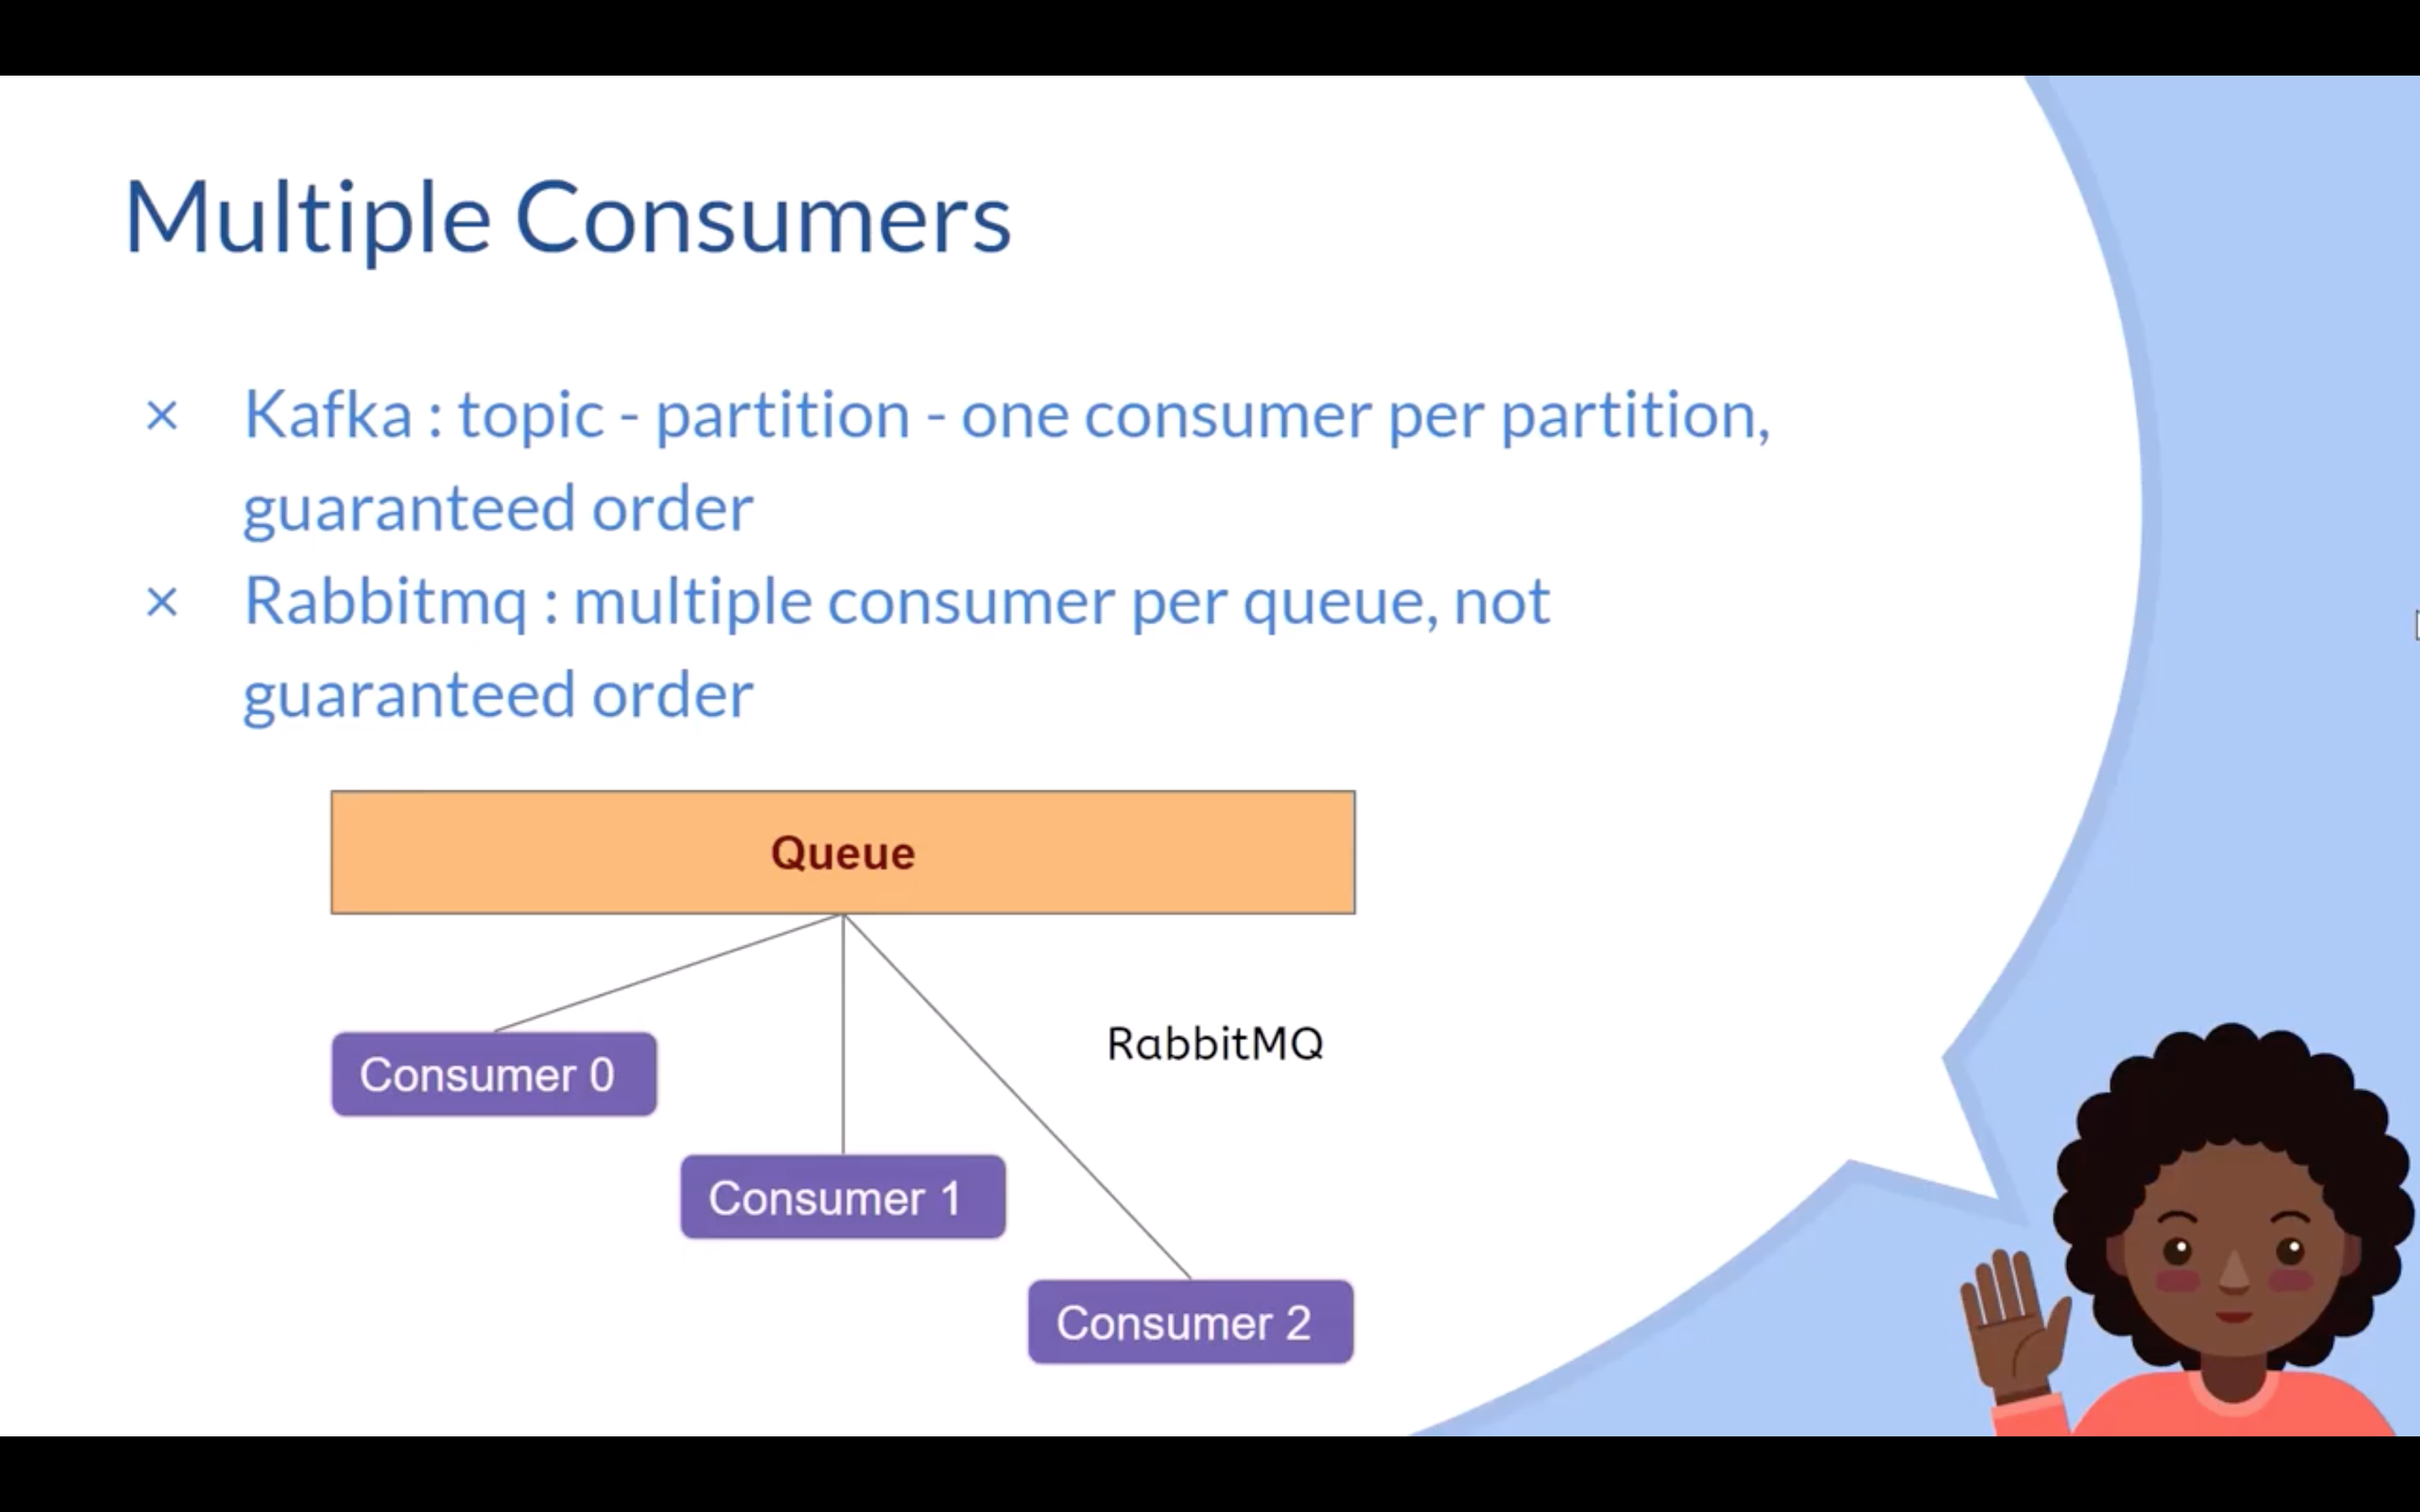 Multiple Consumers
× Kafka : topic - partition - one consumer per partition,
guaranteed order
× Rabbitmq : multiple consumer per queue, not
guaranteed order
Queue
Consumer 0
RabbitMQ
Consumer 1
Consumer 2